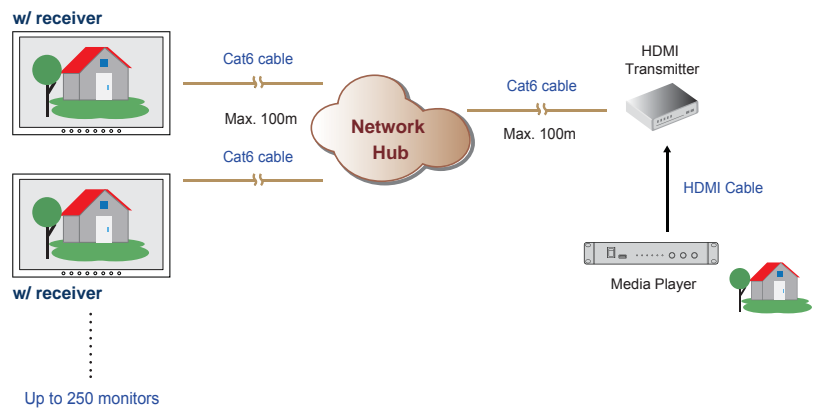 w/ receiver
Cat6 cable
Max. 100m
Cat6 cable
Network
Hub
Cat6 cable
Max. 100m
HDMI
Transmitter
HDMI Cable
Media Player
w/ receiver
Up to 250 monitors